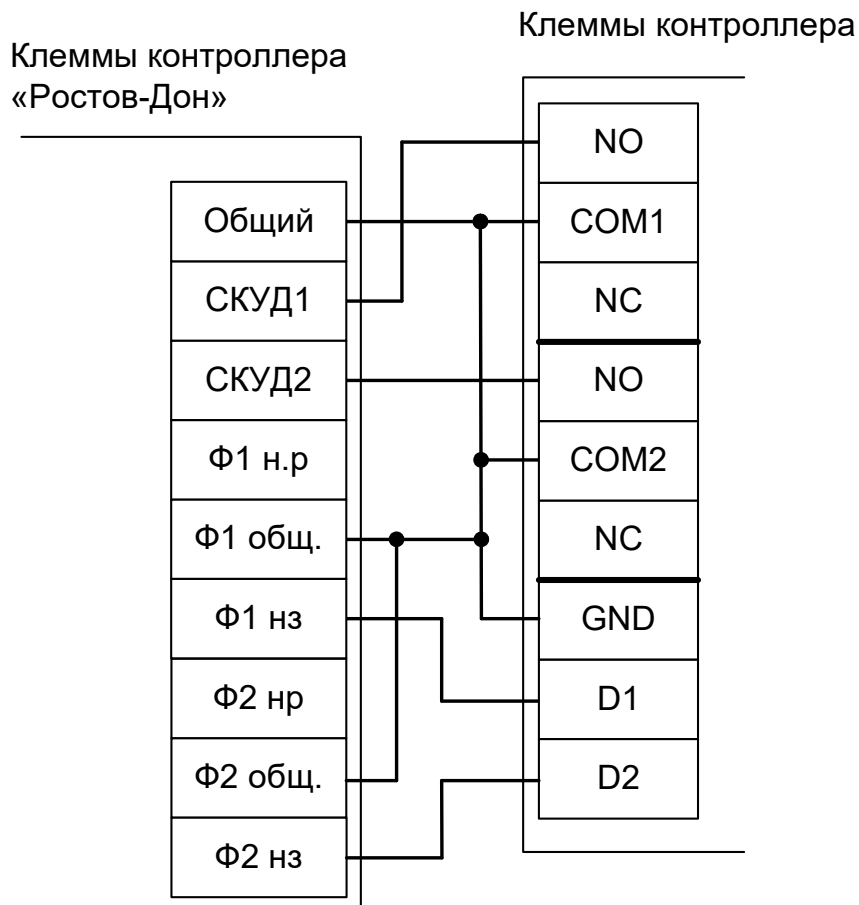 Клеммы контроллера
«Ростов-Дон»
Общий
СКУД1
СКУД2
Ф1 н.р
Ф1 общ.
Ф1 нз
Ф2 нр
Ф2 общ.
Ф2 нз
Клеммы контроллера
NO
COM1
NC
NO
COM2
NC
GND
D1
D2